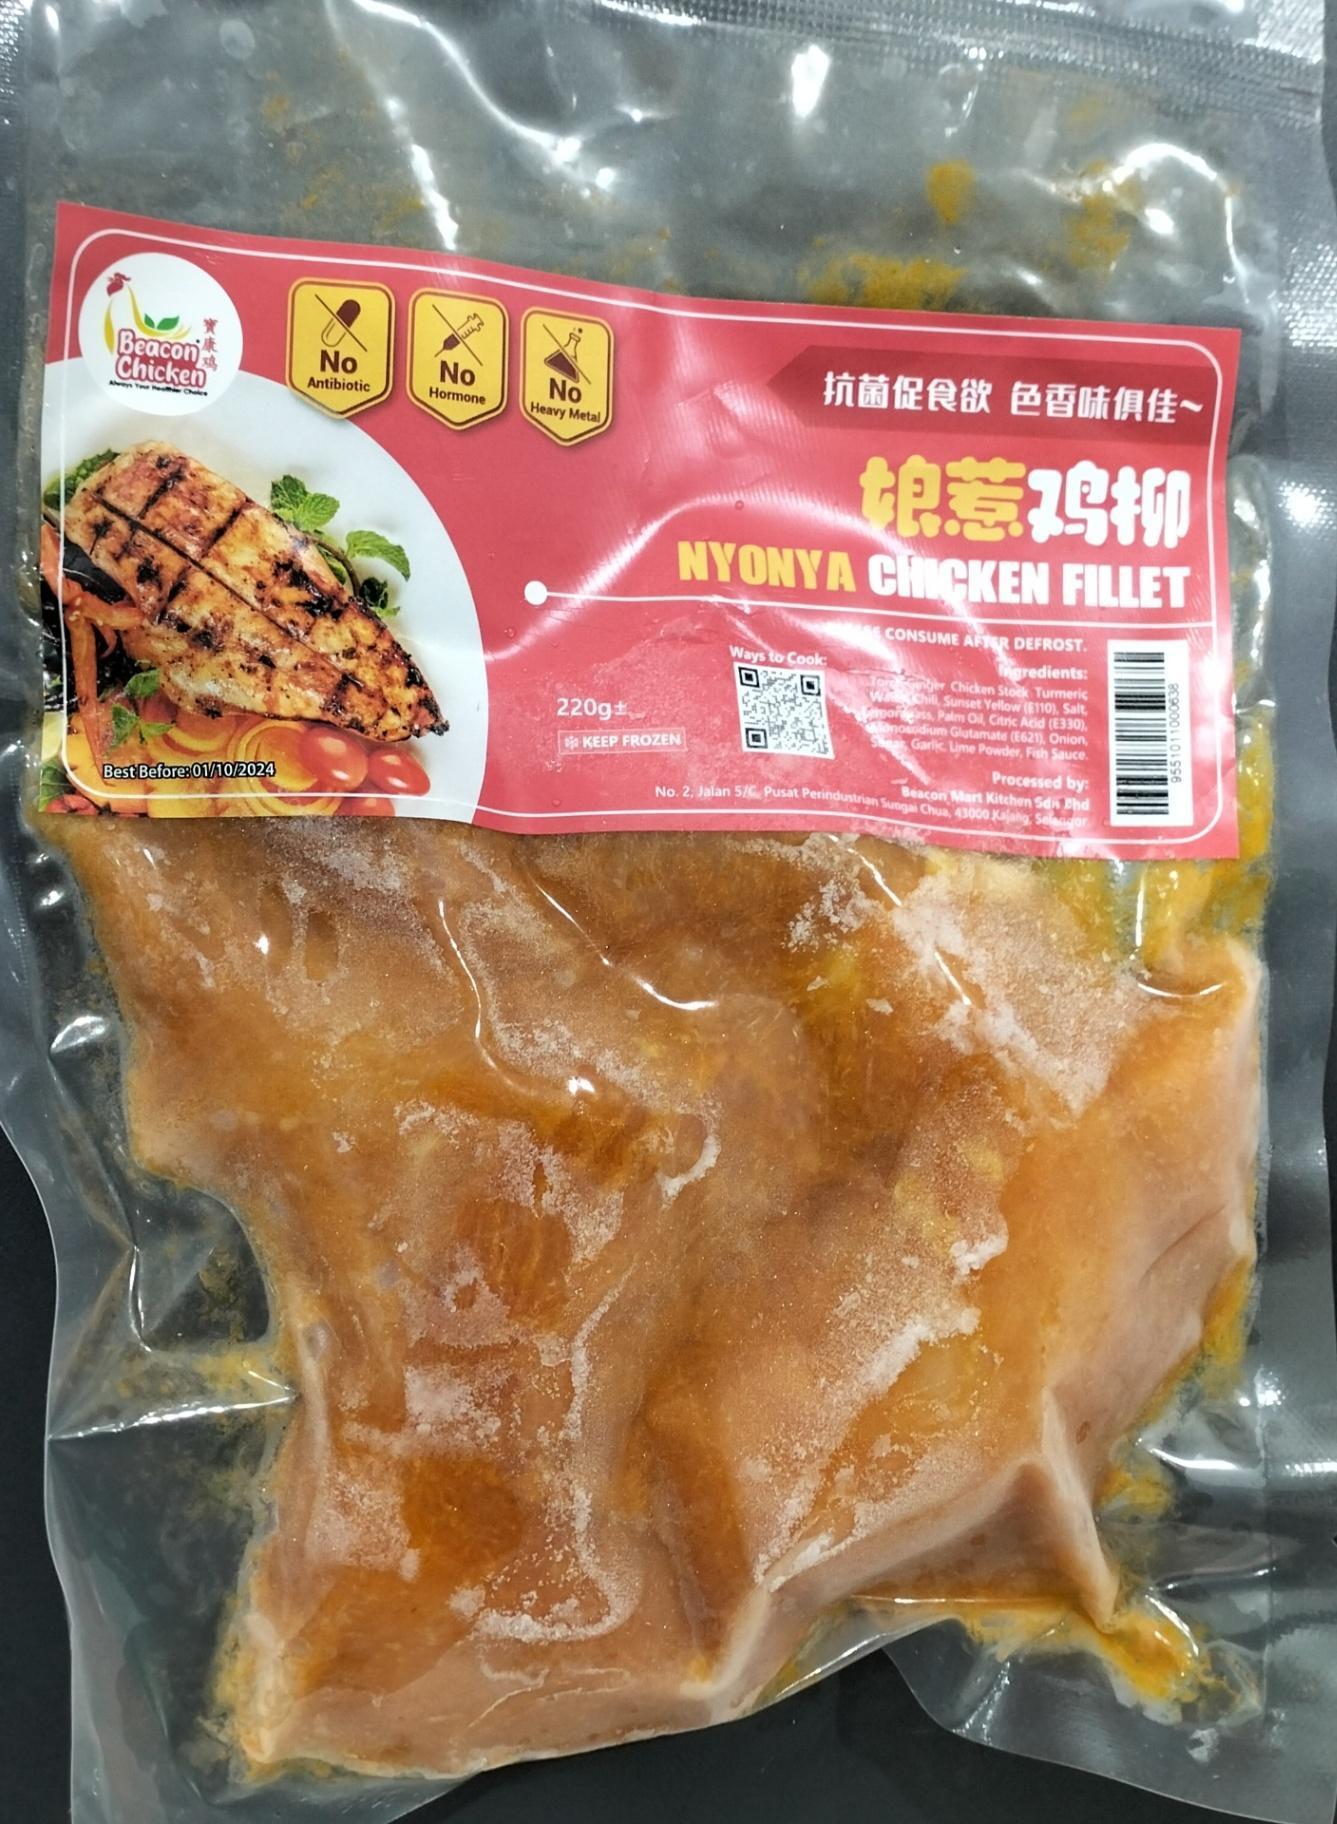 Beacon
Chicken
Always Your Healthier Choice
寶康鸡
No
Antibiotic
No
Hormone
No
Heavy Metal
抗菌促食欲 色香味俱佳~
娘惹鸡柳
NYONYA CHICKEN FILLET
CONSUME AFTER DEFROST.
Ways to Cook:
Ingredients:
Ginger Chicken Stock Turmeric
Chili, Sunset Yellow (E110), Salt,
Palm Oil, Citric Acid (E330),
Glutamate (E621), Onion,
Garlic, Lime Powder, Fish Sauce.
220g±
KEEP FROZEN
Processed by:
Beacon Mart Kitchen Sdn Bhd
No. 2, Jalan 5/C, Pusat Perindustrian Sungai Chua, 43000 Kajang, Selangor.
9551011000638
Best Before: 01/10/2024